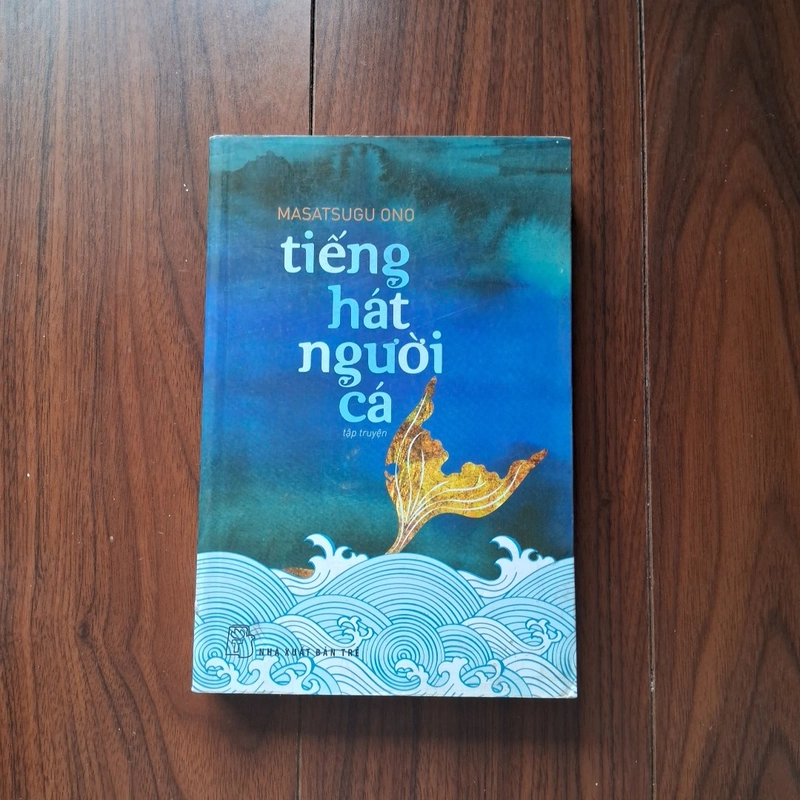 MASATSUGU ONO
tiếng
hát
người
cá
tập truyện
NHÀ XUẤT BẢN TRẺ